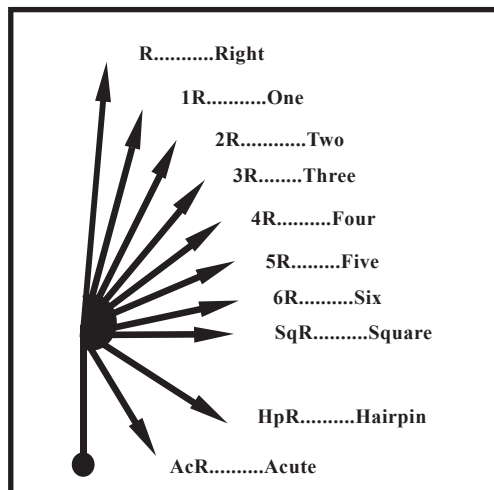 R...........Right
1R...........One
2R............Two
3R........Three
4R..........Four
5R.........Five
6R..........Six
SqR..........Square
HpR..........Hairpin
AcR..........Acute